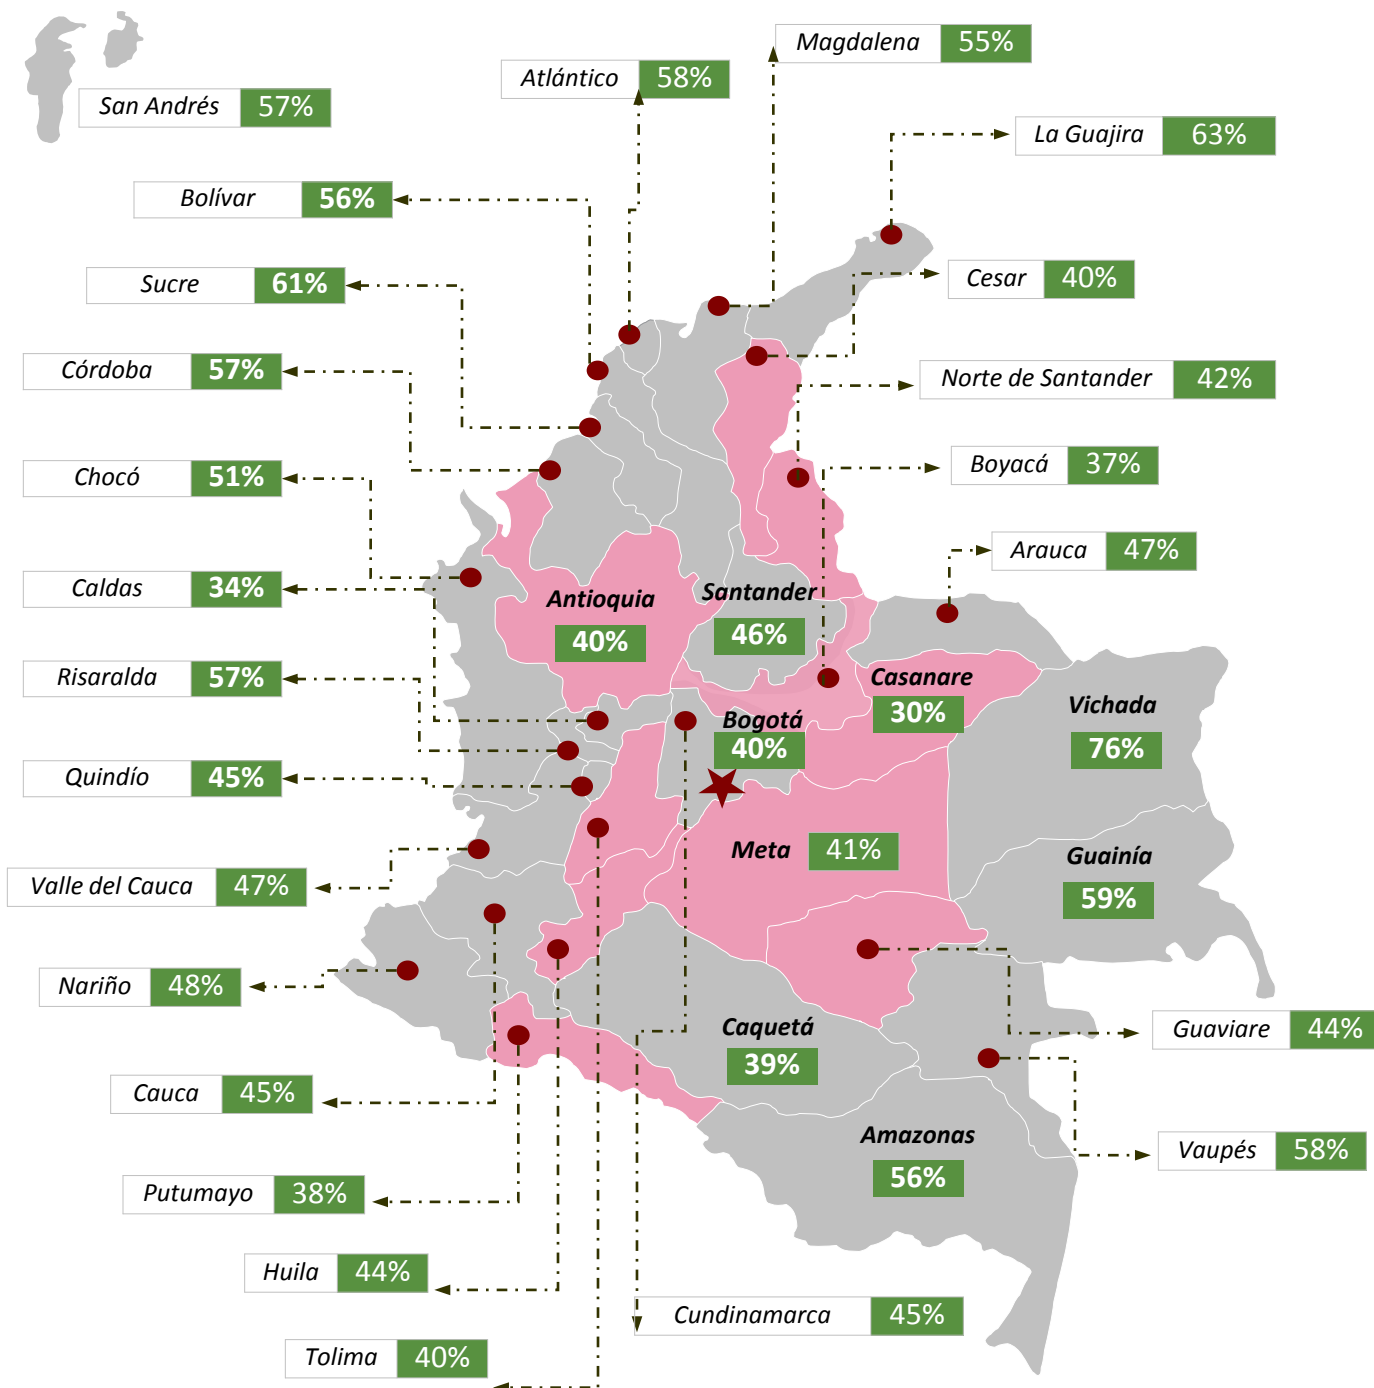 Magdalena 55%
Atlántico 58%
San Andrés 57%
La Guajira 63%
Bolívar 56%
Sucre 61%
Cesar 40%
Córdoba 57%
Norte de Santander 42%
Chocó 51%
Boyacá 37%
Arauca 47%
Caldas 34%
Antioquia
40%
Santander
46%
Risaralda 57%
Casanare
30%
Vichada
76%
Bogotá
40%
Quindío 45%
Meta 41%
Guainía
59%
Valle del Cauca 47%
Nariño 48%
Caquetá
39%
Guaviare 44%
Cauca 45%
Amazonas
56%
Vaupés 58%
Putumayo 38%
Huila 44%
Cundinamarca 45%
Tolima 40%